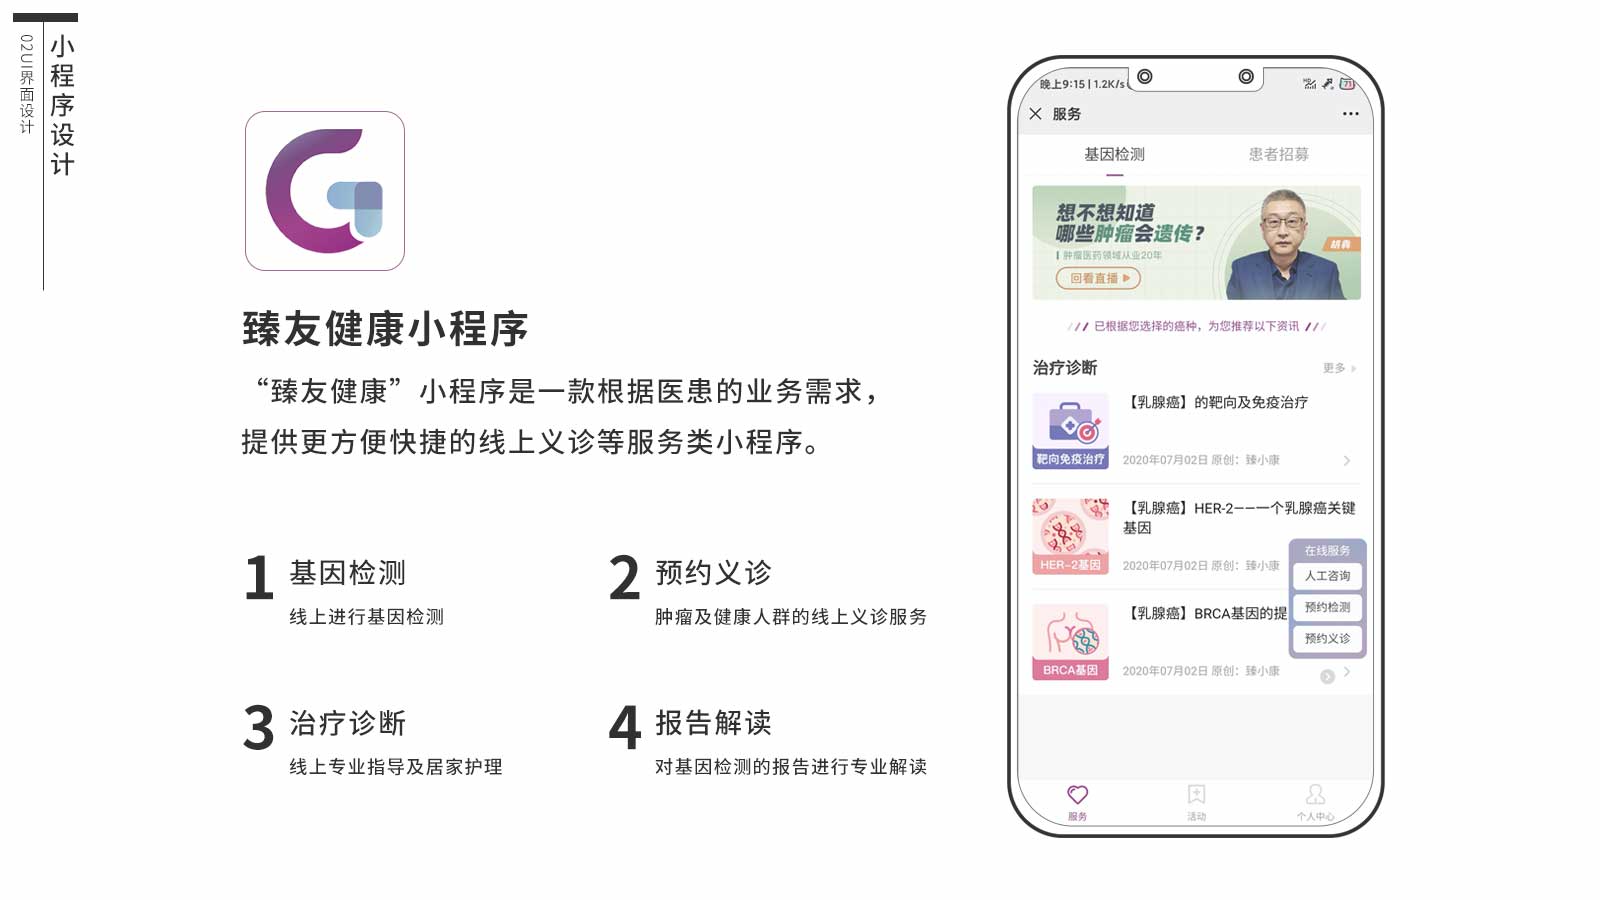 小程序设计
02UI界面设计
臻友健康小程序
“臻友健康”小程序是一款根据医患的业务需求，
提供更方便快捷的线上义诊等服务类小程序。
1 基因检测
线上进行基因检测
2 预约义诊
肿瘤及健康人群的线上义诊服务
3 治疗诊断
线上专业指导及居家护理
4 报告解读
对基因检测的报告进行专业解读
晚上9:15 | 1.2K/s
HD
73
服务
基因检测
患者招募
想不想知道
哪些肿瘤会遗传？
肿瘤医药领域从业20年
回看直播
已根据您选择的癌种，为您推荐以下资讯
治疗诊断
更多
【乳腺癌】的靶向及免疫治疗
靶向免疫治疗
2020年07月02日 原创：臻小康
【乳腺癌】HER-2——一个乳腺癌关键
基因
HER-2基因
2020年07月02日 原创：臻小康
【乳腺癌】BRCA基因的提
BRCA基因
2020年07月02日 原创：臻小康
在线服务
人工咨询
预约检测
预约义诊
服务
活动
个人中心